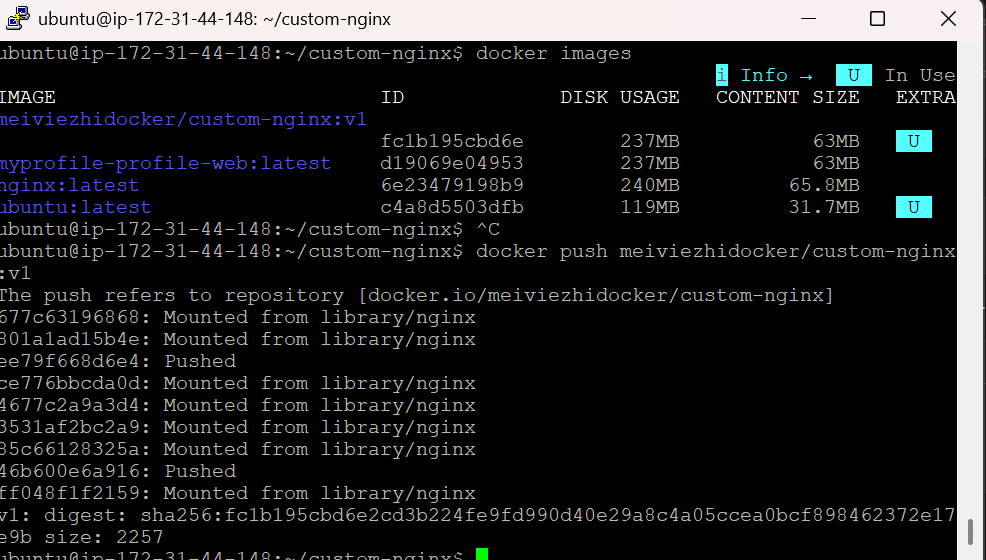 ubuntu@ip-172-31-44-148: ~/custom-nginx
ubuntu@ip-172-31-44-148:~/custom-nginx$ docker images
i Info → U In Use
IMAGE ID DISK USAGE CONTENT SIZE EXTRA
meiviezhidocker/custom-nginx:v1
fc1b195cbd6e 237MB 63MB U
myprofile-profile-web:latest d19069e04953 237MB 63MB
nginx:latest 6e23479198b9 240MB 65.8MB
ubuntu:latest c4a8d5503dfb 119MB 31.7MB U
ubuntu@ip-172-31-44-148:~/custom-nginx$ ^C
ubuntu@ip-172-31-44-148:~/custom-nginx$ docker push meiviezhidocker/custom-nginx
:v1
The push refers to repository [docker.io/meiviezhidocker/custom-nginx]
677c63196868: Mounted from library/nginx
801a1ad15b4e: Mounted from library/nginx
ee79f668d6e4: Pushed
ce776bbcda0d: Mounted from library/nginx
4677c2a9a3d4: Mounted from library/nginx
3531af2bc2a9: Mounted from library/nginx
85c66128325a: Mounted from library/nginx
46b600e6a916: Pushed
ff048f1f2159: Mounted from library/nginx
v1: digest: sha256:fc1b195cbd6e2cd3b224fe9fd990d40e29a8c4a05ccea0bcf898462372e17
e9b size: 2257
ubuntu@ip-172-31-44-148:~/custom-nginx$